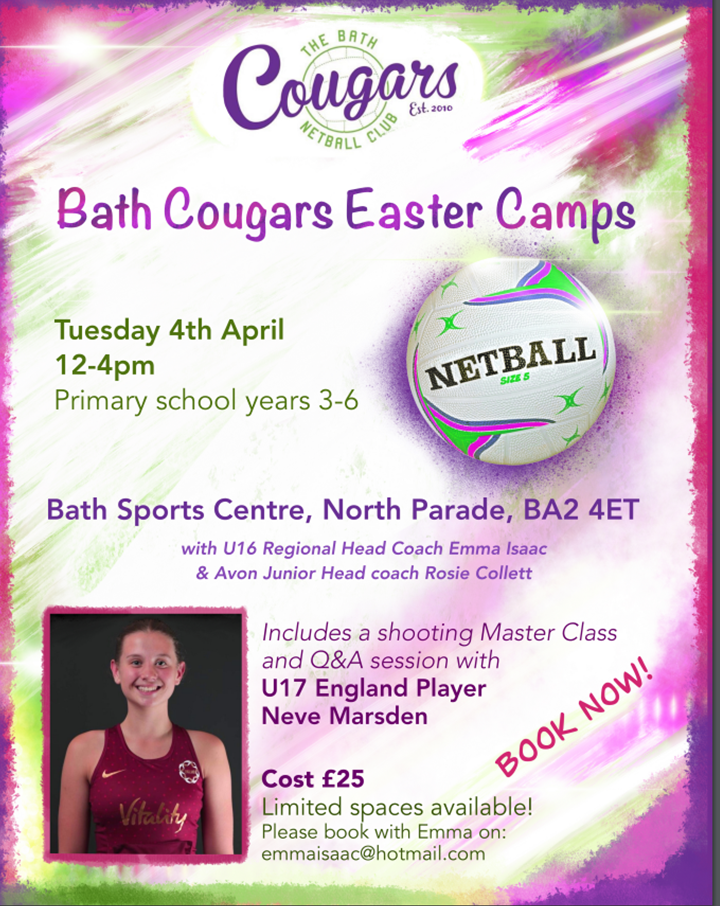 THE BATH
Cougars
Est. 2010
NETBALL CLUB
Bath Cougars Easter Camps
Tuesday 4th April
12-4pm
Primary school years 3-6
NETBALL
SIZE 5
Bath Sports Centre, North Parade, BA2 4ET
with U16 Regional Head Coach Emma Isaac
& Avon Junior Head coach Rosie Collett
Includes a shooting Master Class
and Q&A session with
U17 England Player
Neve Marsden
BOOK NOW!
Vitality
Cost £25
Limited spaces available!
Please book with Emma on:
emmaisaac@hotmail.com